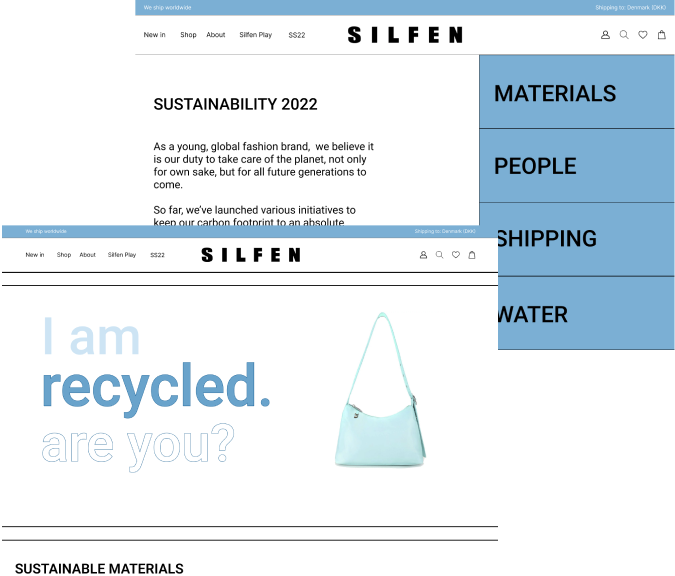 We ship worldwide
Shipping to: Denmark (DKK)
New in Shop About Silfen Play SS22
SILFEN
SUSTAINABILITY 2022
As a young, global fashion brand, we believe it
is our duty to take care of the planet, not only
for own sake, but for all future generations to
come.
So far, we've launched various initiatives to
keep our carbon footprint to an absolute
MATERIALS
PEOPLE
SHIPPING
WATER
We ship worldwide
Shipping to: Denmark (DKK)
New in Shop About Silfen Play SS22
SILFEN
I am
recycled.
are you?
SUSTAINABLE MATERIALS